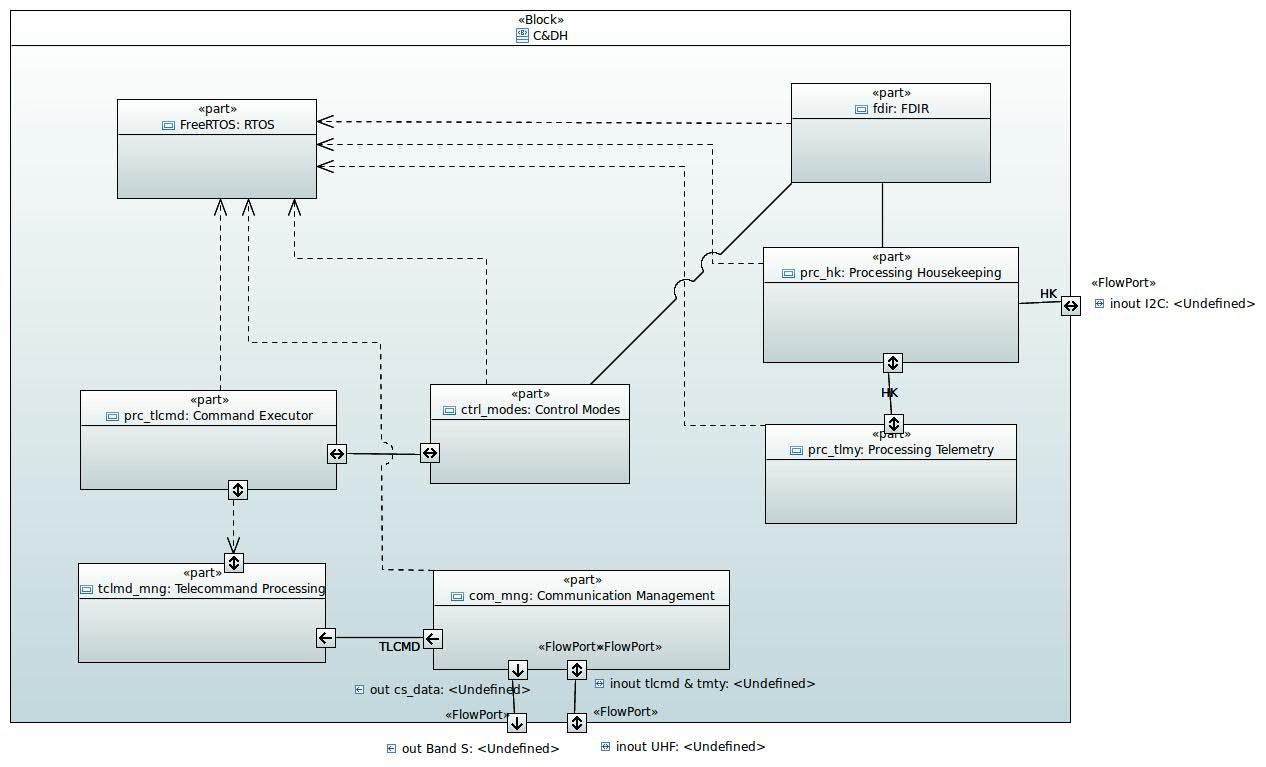 «Block»
C&DH
«part»
FreeRTOS: RTOS
«part»
fdir: FDIR
«part»
prc_hk: Processing Housekeeping
HK
«FlowPort»
inout I2C: <Undefined>
HK
«part»
prc_tlcmd: Command Executor
«part»
ctrl_modes: Control Modes
«part»
prc_tlmy: Processing Telemetry
«part»
tclmd_mng: Telecommand Processing
«part»
com_mng: Communication Management
TLCMD
«FlowPort»
«FlowPort»
out cs_data: <Undefined>
inout tlcmd & tmty: <Undefined>
«FlowPort»
«FlowPort»
out Band S: <Undefined>
inout UHF: <Undefined>